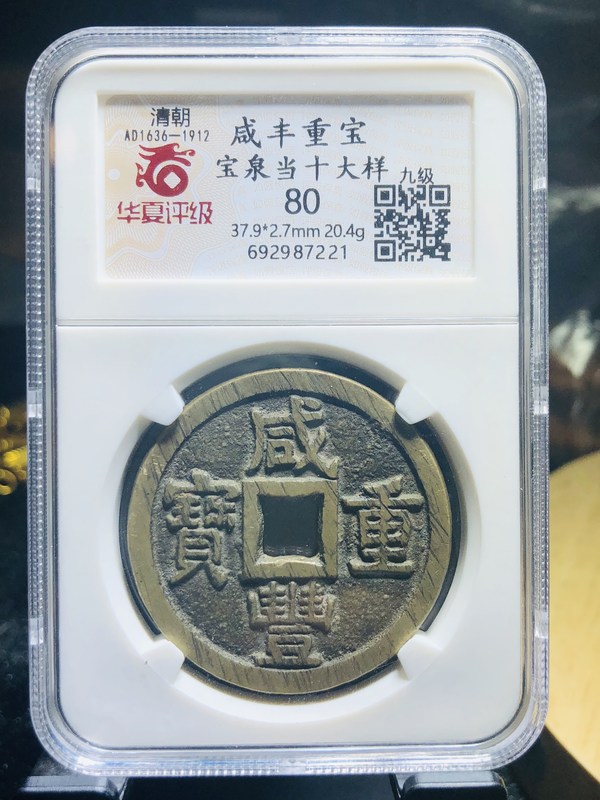 清朝
AD1636—1912
华夏评级
咸丰重宝
宝泉当十大样 九级
80
37.9*2.7mm 20.4g
692987221
咸
豐
重
寶